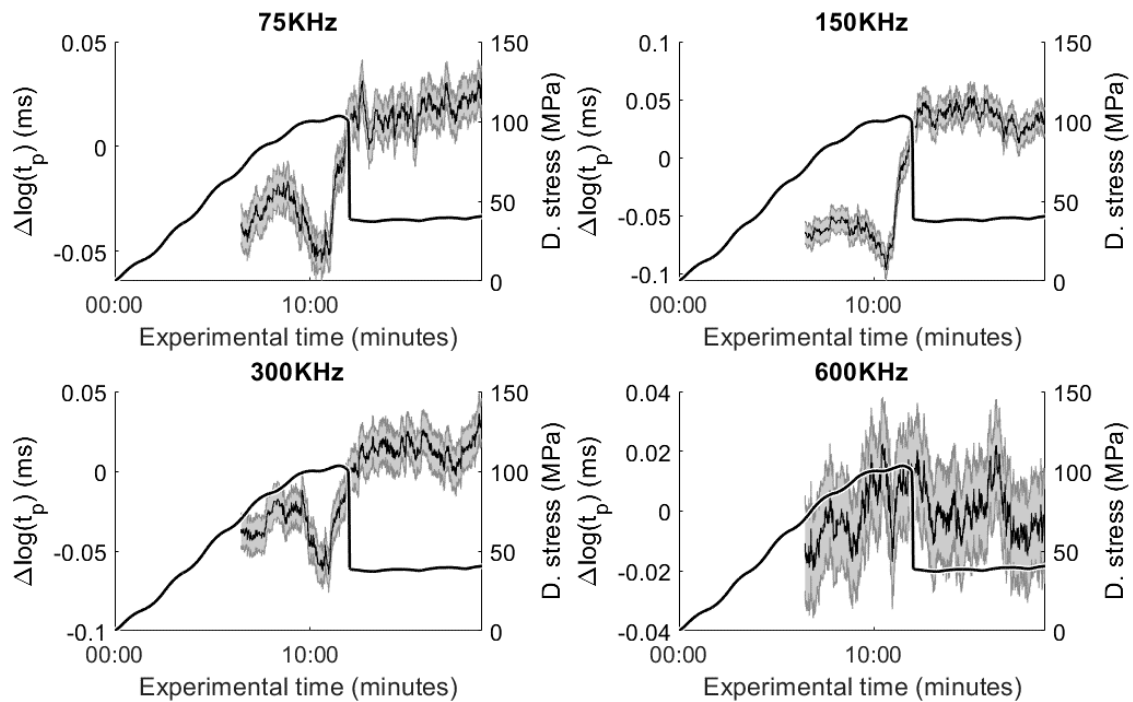 75KHz
0.05
0
-0.05
Δlog(t_p) (ms)
150
100
50
0
D. stress (MPa)
00:00
10:00
Experimental time (minutes)
150KHz
0.1
0.05
0
-0.05
-0.1
Δlog(t_p) (ms)
150
100
50
0
D. stress (MPa)
00:00
10:00
Experimental time (minutes)
300KHz
0.05
0
-0.05
-0.1
Δlog(t_p) (ms)
150
100
50
0
D. stress (MPa)
00:00
10:00
Experimental time (minutes)
600KHz
0.04
0.02
0
-0.02
-0.04
Δlog(t_p) (ms)
150
100
50
0
D. stress (MPa)
00:00
10:00
Experimental time (minutes)